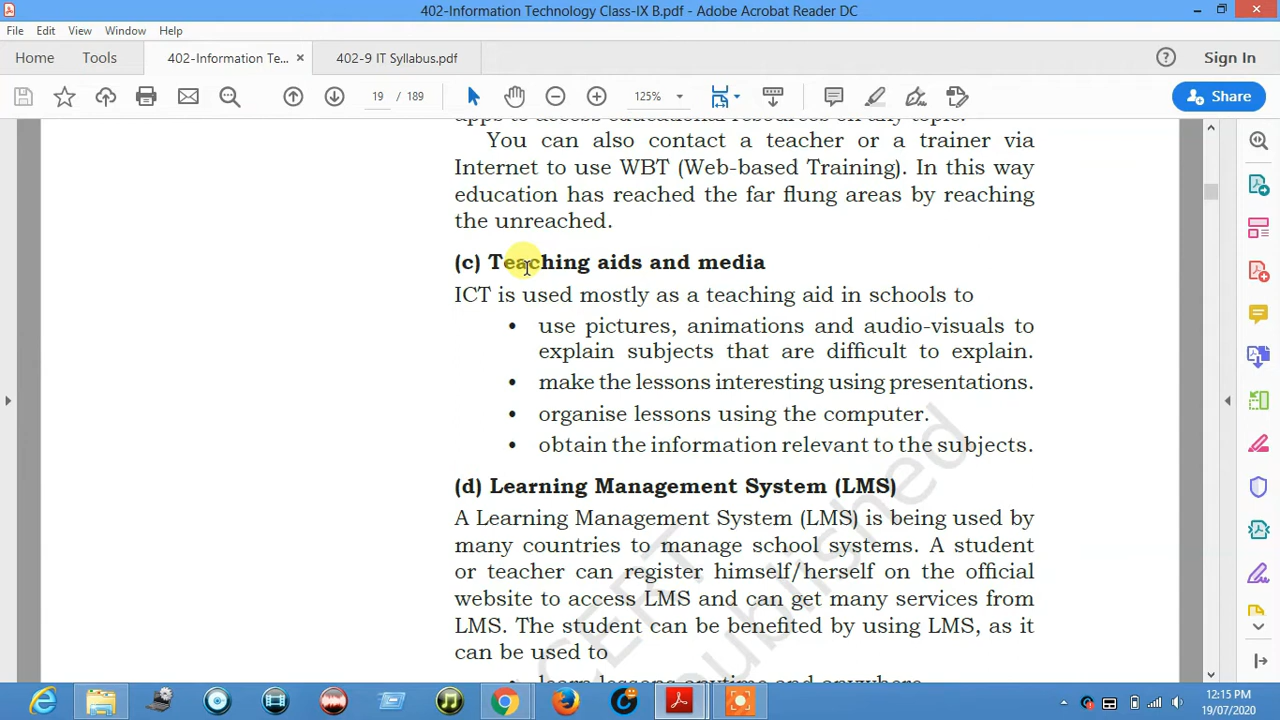 402-Information Technology Class-IX B.pdf - Adobe Acrobat Reader DC
File Edit View Window Help
Home Tools 402-Information Te... × 402-9 IT Syllabus.pdf Sign In
19 / 189 125% Share
apps to access educational resources on any topic.
You can also contact a teacher or a trainer via
Internet to use WBT (Web-based Training). In this way
education has reached the far flung areas by reaching
the unreached.
(c) Teaching aids and media
ICT is used mostly as a teaching aid in schools to
• use pictures, animations and audio-visuals to
explain subjects that are difficult to explain.
• make the lessons interesting using presentations.
• organise lessons using the computer.
• obtain the information relevant to the subjects.
(d) Learning Management System (LMS)
A Learning Management System (LMS) is being used by
many countries to manage school systems. A student
or teacher can register himself/herself on the official
website to access LMS and can get many services from
LMS. The student can be benefited by using LMS, as it
can be used to
• learn lessons anytime and anywhere
CERT
published
12:15 PM
19/07/2020